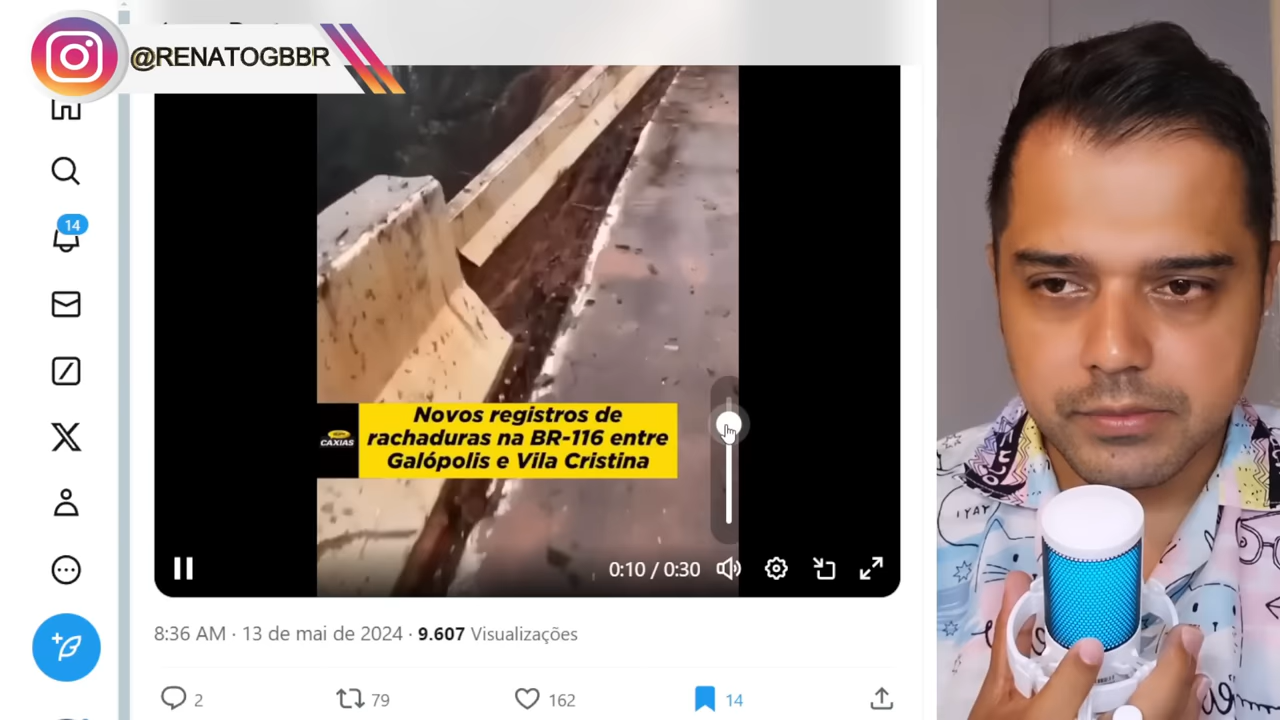 @RENATOGBBR
14
CAXIAS
Novos registros de
rachaduras na BR-116 entre
Galópolis e Vila Cristina
0:10 / 0:30
8:36 AM · 13 de mai de 2024 · 9.607 Visualizações
2
79
162
14